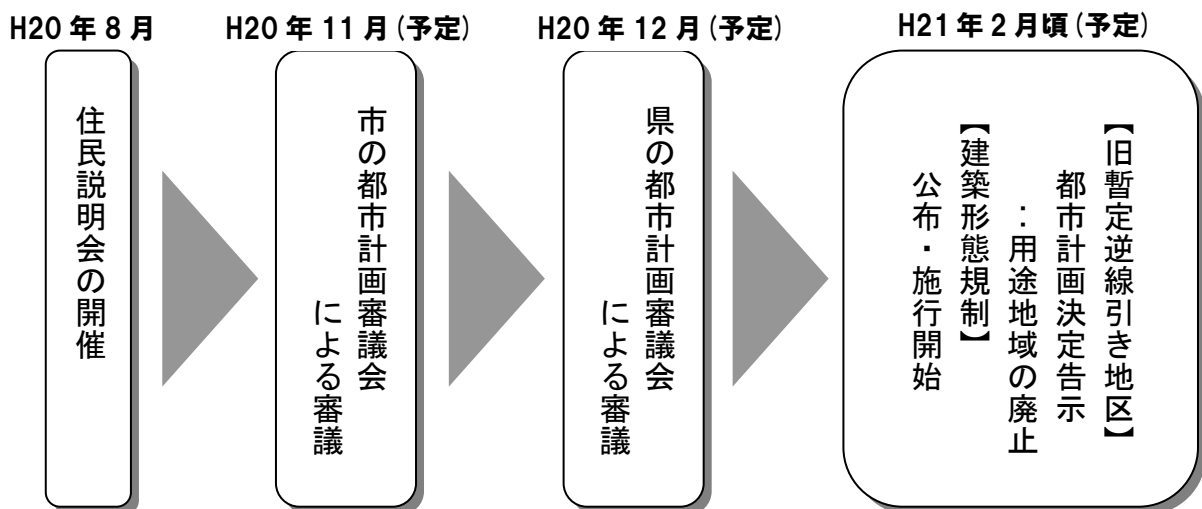 H20年8月
住民説明会の開催
H20年11月(予定)
市の都市計画審議会
による審議
H20年12月(予定)
県の都市計画審議会
による審議
H21年2月頃(予定)
【旧暫定逆線引き地区】
都市計画決定告示
：用途地域の廃止
【建築形態規制】
公布・施行開始